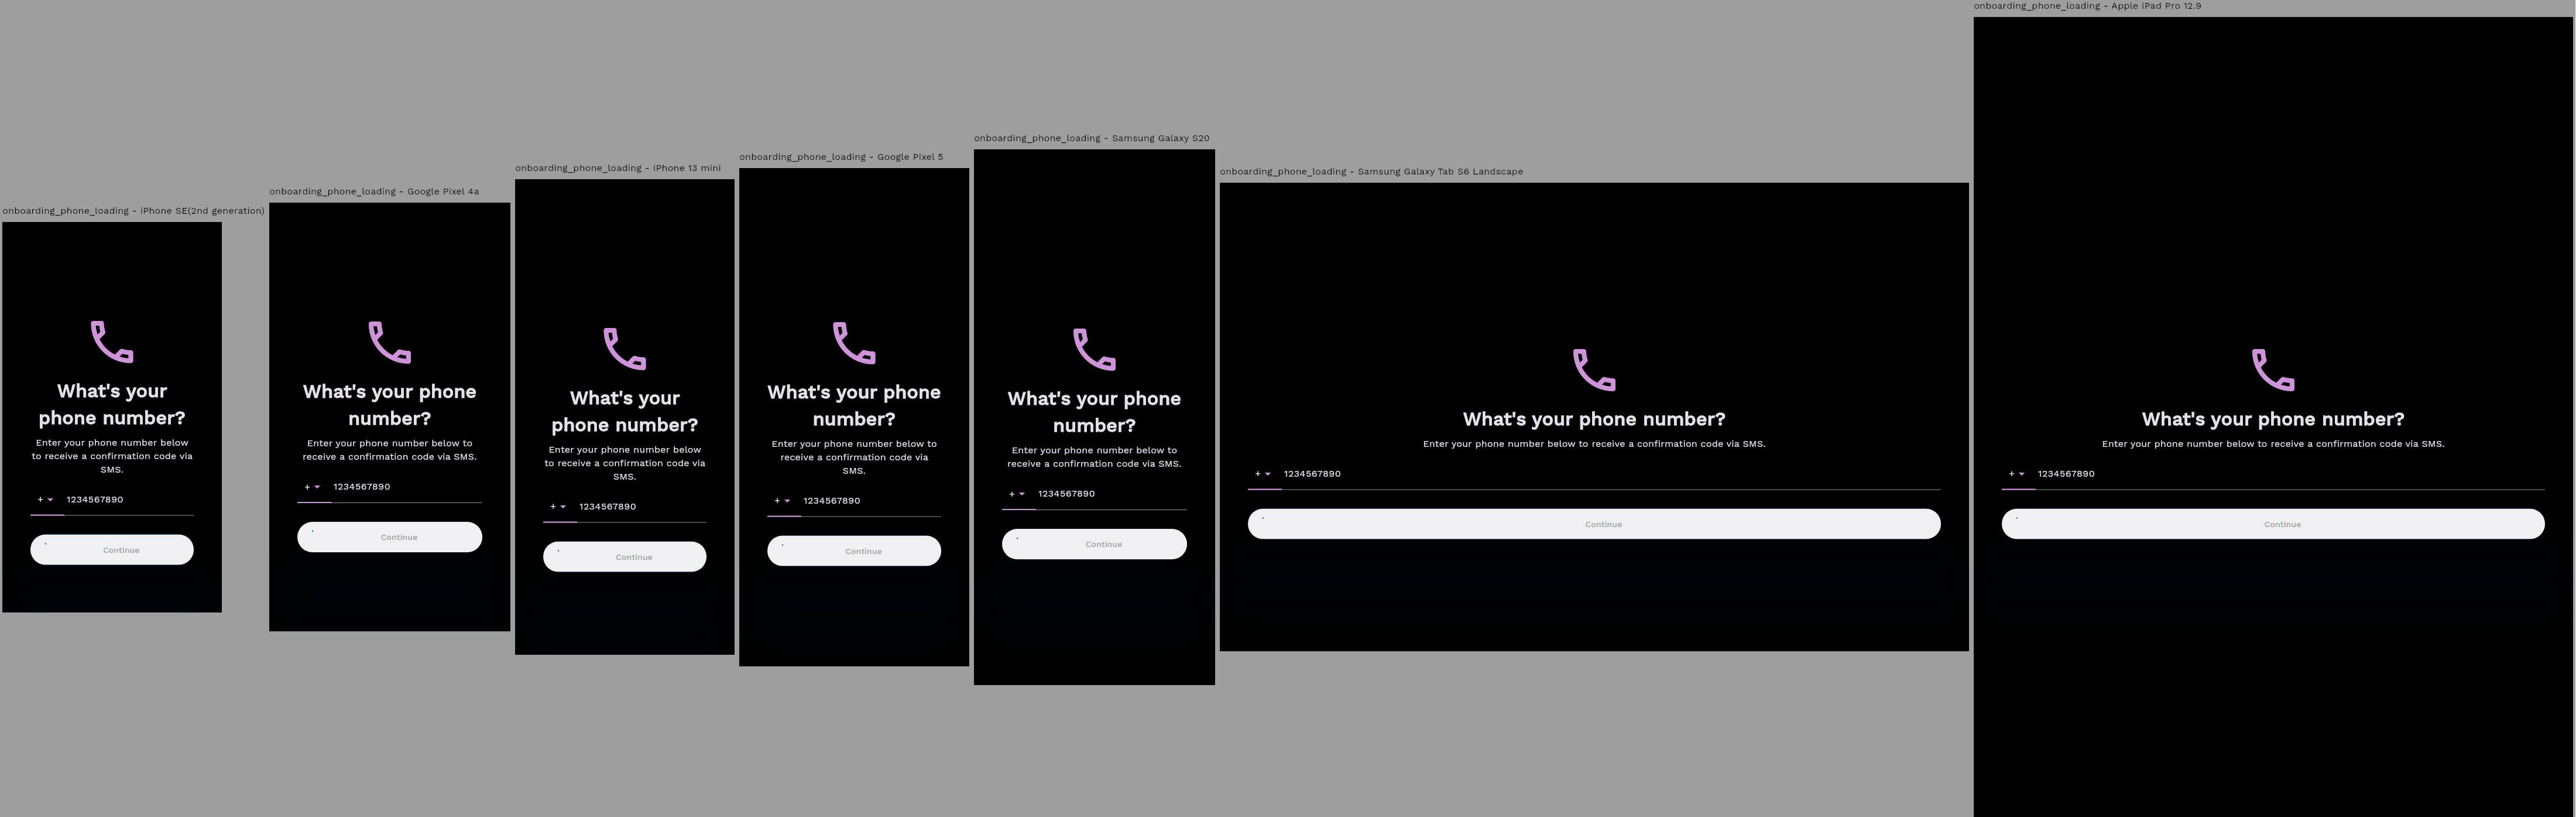 onboarding_phone_loading - iPhone SE(2nd generation)
What's your
phone number?
Enter your phone number below
to receive a confirmation code via
SMS.
+ 1234567890
Continue
onboarding_phone_loading - Google Pixel 4a
What's your phone
number?
Enter your phone number below to
receive a confirmation code via SMS.
+ 1234567890
Continue
onboarding_phone_loading - iPhone 13 mini
What's your
phone number?
Enter your phone number below
to receive a confirmation code via
SMS.
+ 1234567890
Continue
onboarding_phone_loading - Google Pixel 5
What's your phone
number?
Enter your phone number below to
receive a confirmation code via
SMS.
+ 1234567890
Continue
onboarding_phone_loading - Samsung Galaxy S20
What's your phone
number?
Enter your phone number below to
receive a confirmation code via SMS.
+ 1234567890
Continue
onboarding_phone_loading - Samsung Galaxy Tab S6 Landscape
What's your phone number?
Enter your phone number below to receive a confirmation code via SMS.
+ 1234567890
Continue
onboarding_phone_loading - Apple iPad Pro 12.9
What's your phone number?
Enter your phone number below to receive a confirmation code via SMS.
+ 1234567890
Continue